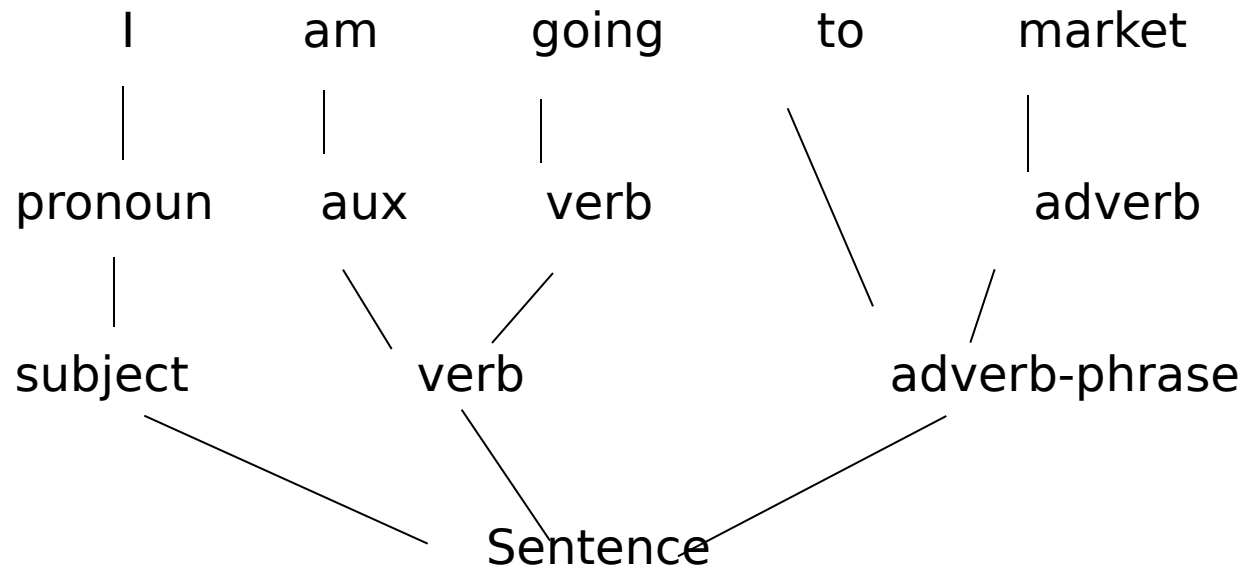 I am going to market
pronoun aux verb adverb
subject verb adverb-phrase
Sentence